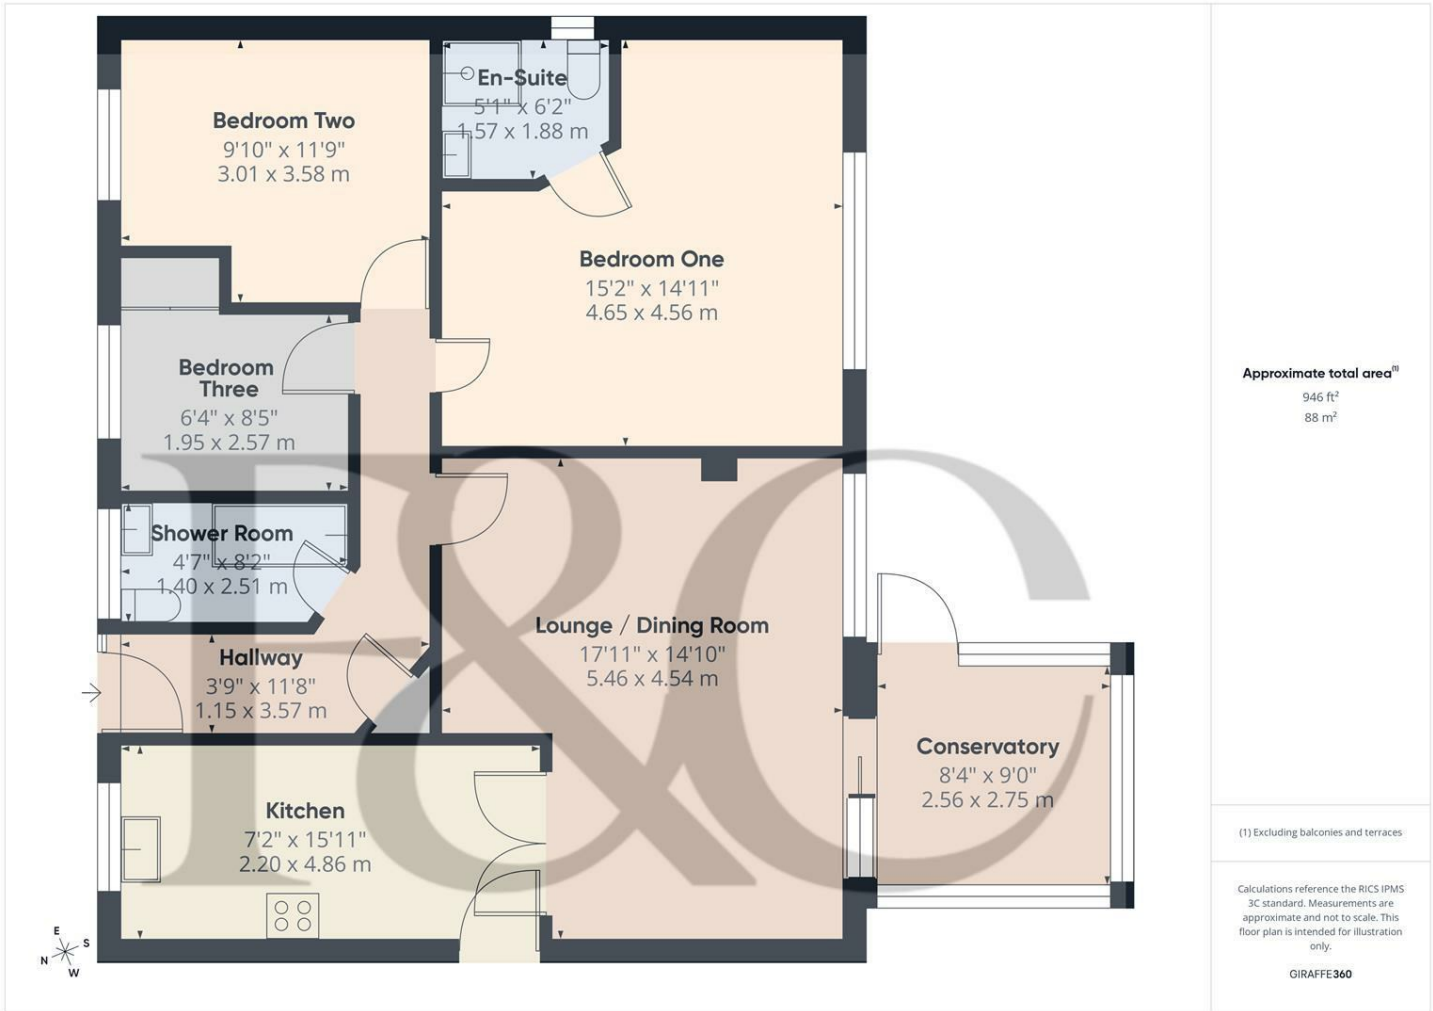 Bedroom Two
9'10" x 11'9"
3.01 x 3.58 m
En-Suite
5'1" x 6'2"
1.57 x 1.88 m
Bedroom One
15'2" x 14'11"
4.65 x 4.56 m
Bedroom
Three
6'4" x 8'5"
1.95 x 2.57 m
Shower Room
4'7" x 8'2"
1.40 x 2.51 m
Hallway
3'9" x 11'8"
1.15 x 3.57 m
Lounge / Dining Room
17'11" x 14'10"
5.46 x 4.54 m
Kitchen
7'2" x 15'11"
2.20 x 4.86 m
Conservatory
8'4" x 9'0"
2.56 x 2.75 m
F&C
E
S
N
W
Approximate total area(1)
946 ft²
88 m²
(1) Excluding balconies and terraces
Calculations reference the RICS IPMS
3C standard. Measurements are
approximate and not to scale. This
floor plan is intended for illustration
only.
GIRAFFE360